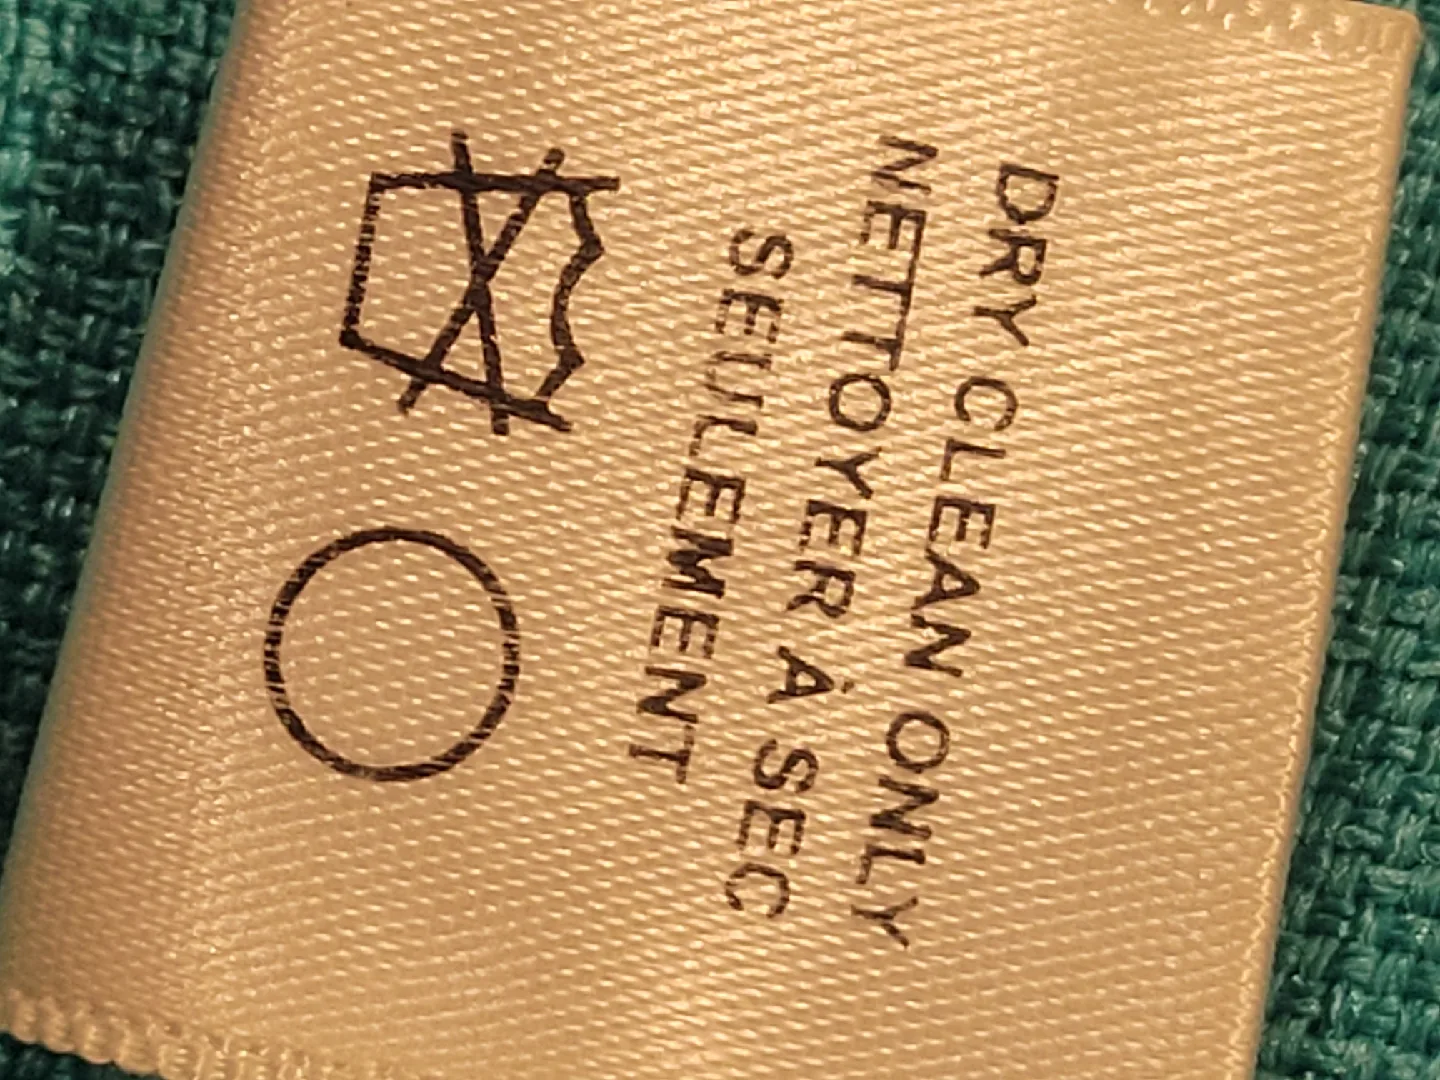 DRY CLEAN ONLY
NETTOYER À SEC
SEULEMENT